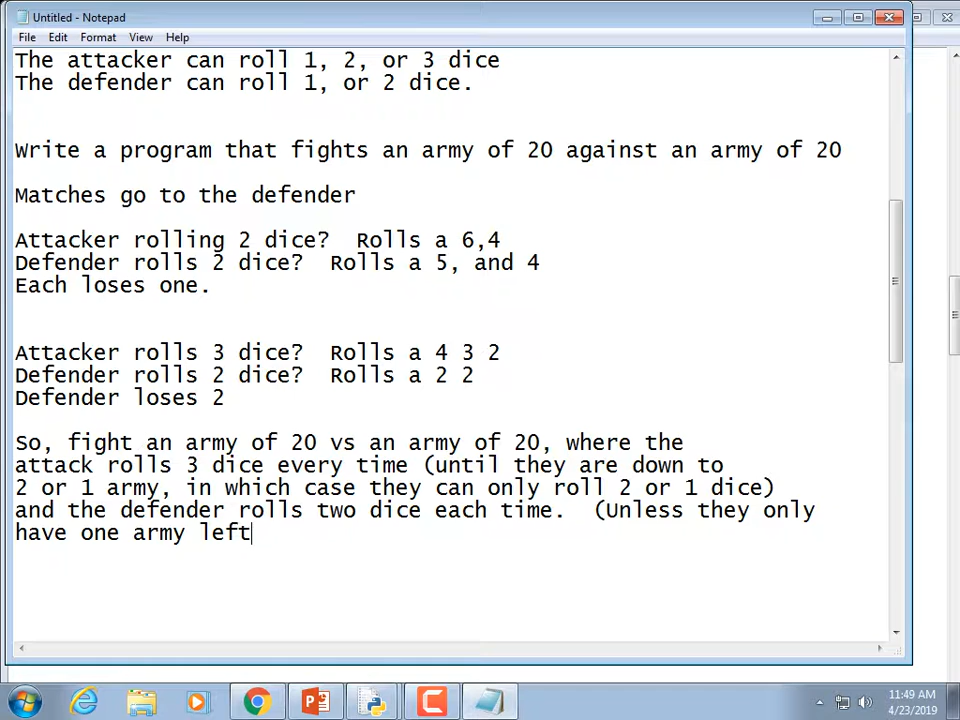 Untitled - Notepad
File Edit Format View Help
The attacker can roll 1, 2, or 3 dice
The defender can roll 1, or 2 dice.
Write a program that fights an army of 20 against an army of 20
Matches go to the defender
Attacker rolling 2 dice?  Rolls a 6,4
Defender rolls 2 dice?  Rolls a 5, and 4
Each loses one.
Attacker rolls 3 dice?  Rolls a 4 3 2
Defender rolls 2 dice?  Rolls a 2 2
Defender loses 2
So, fight an army of 20 vs an army of 20, where the
attack rolls 3 dice every time (until they are down to
2 or 1 army, in which case they can only roll 2 or 1 dice)
and the defender rolls two dice each time.  (Unless they only
have one army left
11:49 AM
4/23/2019